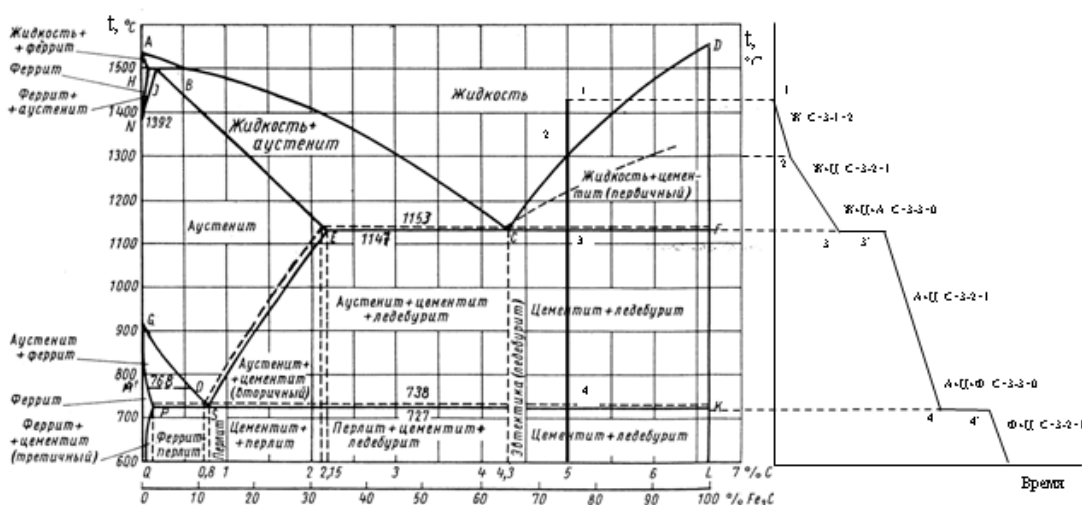 t,
°C
Жидкость+
+феррит
Феррит
Феррит+
+аустенит
1500
1400
1300
1200
1100
1000
900
800
700
600
A
H
J
B
N
1392
Жидкость+
аустенит
Жидкость
D
1
2
Жидкость+цемен-
тит (первичный)
Аустенит
1153
E
1147
C
F
3
Аустенит+цементит+
ледебурит
Цементит+ледебурит
Эвтектика (ледебурит)
G
Аустенит
+феррит
768
O
M'
Феррит
P
S
Аустенит+
+цементит
(вторичный)
738
727
4
K
Феррит+
+цементит
(третичный)
Феррит+
перлит
Перлит
Цементит+
+перлит
Перлит+цементит+
ледебурит
Цементит+ледебурит
Q 0,8 1 2 2,15 3 4 4,3 5 L 7 %C
0 10 20 30 40 50 60 70 80 90 100 % Fe₃C
t,
°C
1
Ж С=3-1=2
2
Ж+Ц С=3-2=1
Ж+Ц+А С=3-3=0
3 3'
А+Ц С=3-2=1
А+Ц+Ф С=3-3=0
4 4'
Ф+Ц С=3-2=1
Время